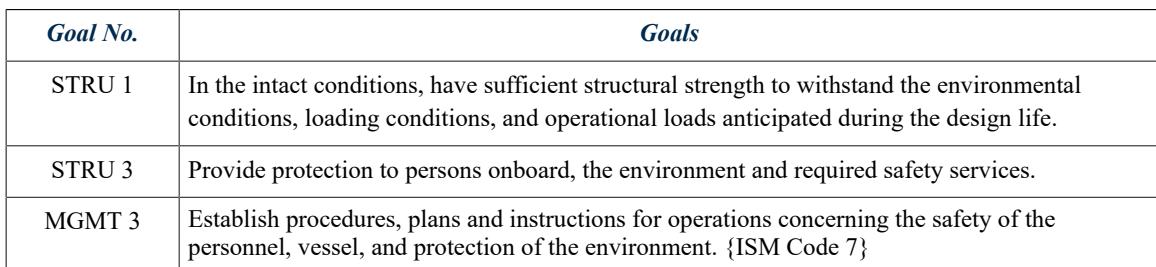 Goal No. Goals
STRU 1 In the intact conditions, have sufficient structural strength to withstand the environmental
conditions, loading conditions, and operational loads anticipated during the design life.
STRU 3 Provide protection to persons onboard, the environment and required safety services.
MGMT 3 Establish procedures, plans and instructions for operations concerning the safety of the
personnel, vessel, and protection of the environment. {ISM Code 7}